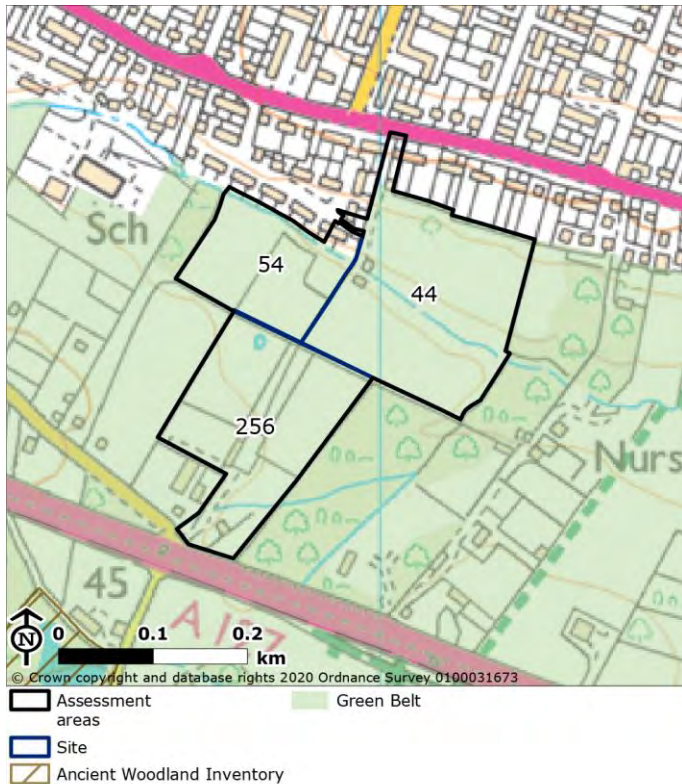 Sch
54
44
256
Nurs
45
A 127
N
0 0.1 0.2
km
© Crown copyright and database rights 2020 Ordnance Survey 0100031673
Assessment areas
Green Belt
Site
Ancient Woodland Inventory